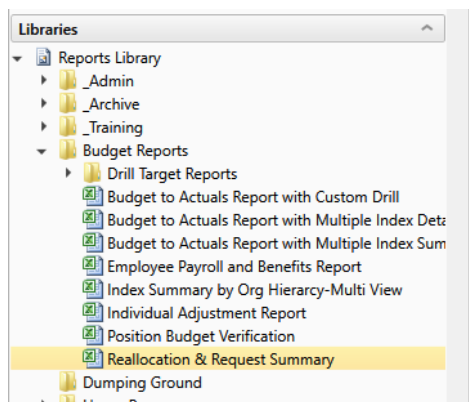 Libraries
Reports Library
_Admin
_Archive
_Training
Budget Reports
Drill Target Reports
Budget to Actuals Report with Custom Drill
Budget to Actuals Report with Multiple Index Deta
Budget to Actuals Report with Multiple Index Sum
Employee Payroll and Benefits Report
Index Summary by Org Hierarcy-Multi View
Individual Adjustment Report
Position Budget Verification
Reallocation & Request Summary
Dumping Ground